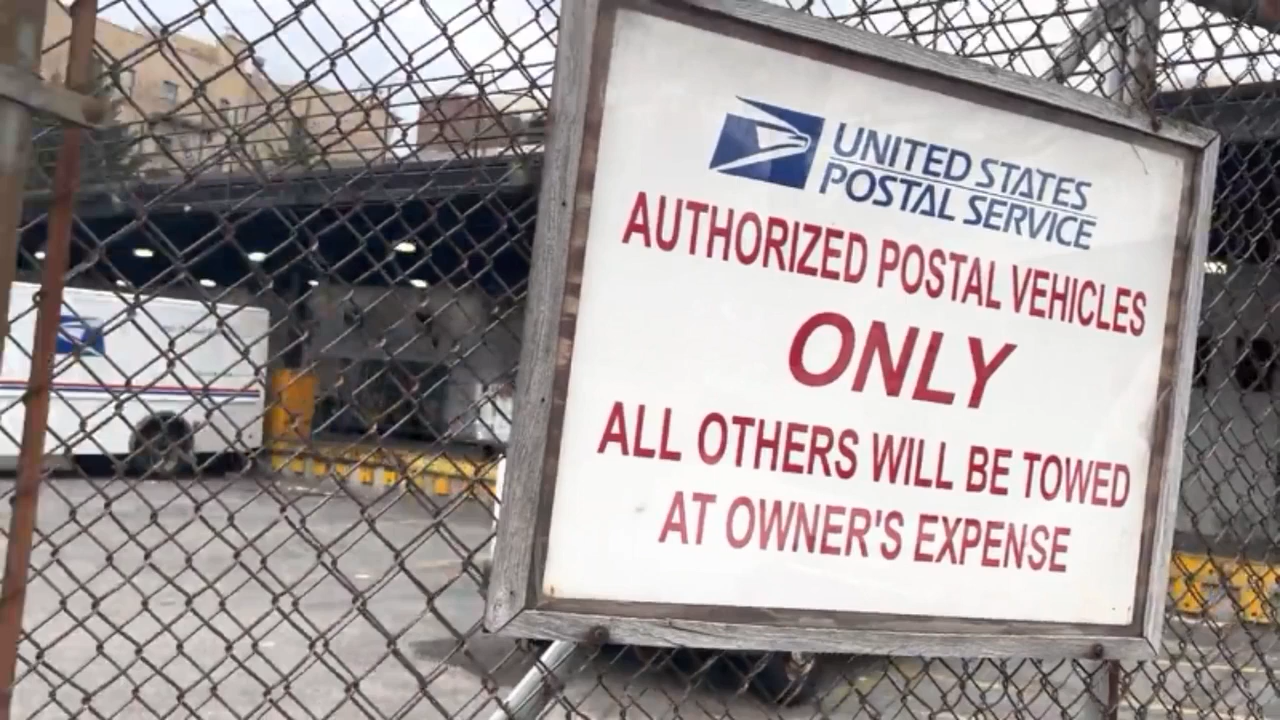 UNITED STATES
POSTAL SERVICE
AUTHORIZED POSTAL VEHICLES
ONLY
ALL OTHERS WILL BE TOWED
AT OWNER'S EXPENSE